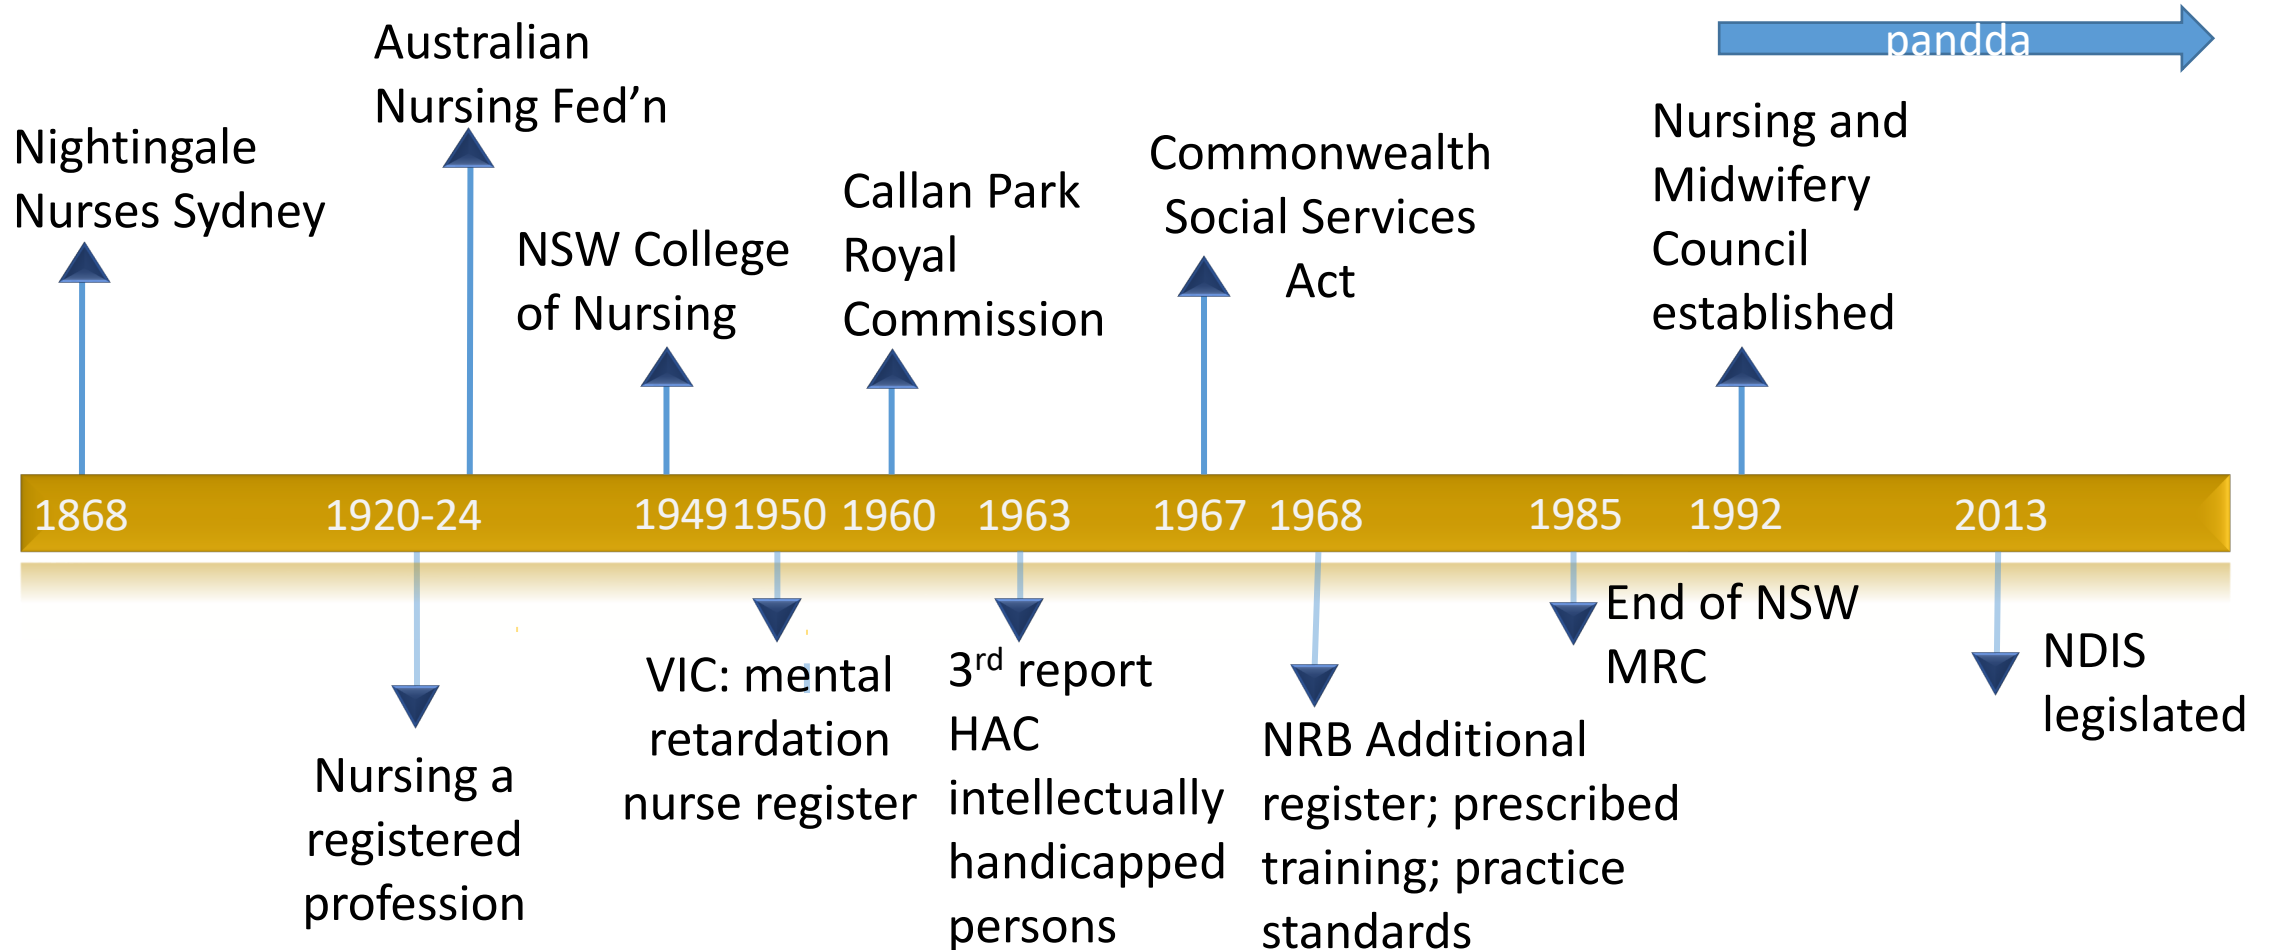 Australian
Nursing Fed’n
pandda
Nightingale
Nurses Sydney
NSW College
of Nursing
Callan Park
Royal
Commission
Commonwealth
Social Services
Act
Nursing and
Midwifery
Council
established
1868 1920-24 1949 1950 1960 1963 1967 1968 1985 1992 2013
Nursing a
registered
profession
VIC: mental
retardation
nurse register
3rd report
HAC
intellectually
handicapped
persons
NRB Additional
register; prescribed
training; practice
standards
End of NSW
MRC
NDIS
legislated